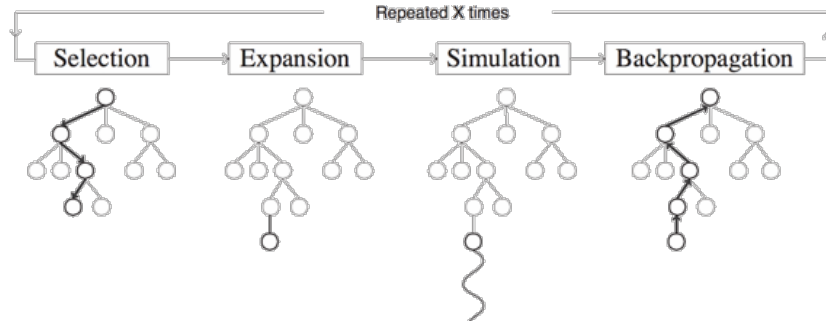 Repeated X times
Selection
Expansion
Simulation
Backpropagation